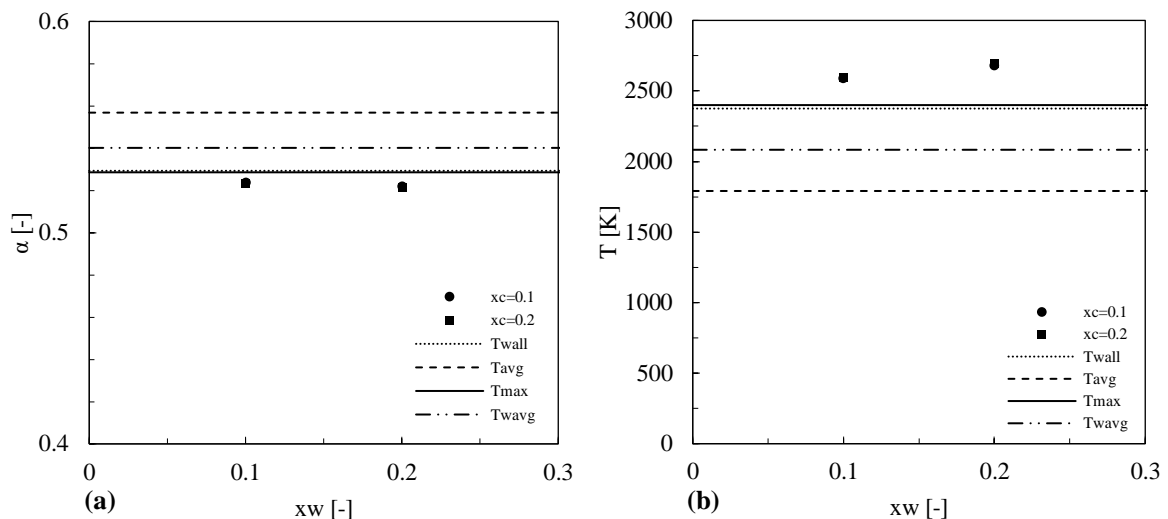 0.6
0.5
0.4
α [-]
xc=0.1
xc=0.2
Twall
Tavg
Tmax
Twavg
0
0.1
0.2
0.3
(a)
xw [-]
3000
2500
2000
1500
1000
500
0
T [K]
xc=0.1
xc=0.2
Twall
Tavg
Tmax
Twavg
0
0.1
0.2
0.3
(b)
xw [-]